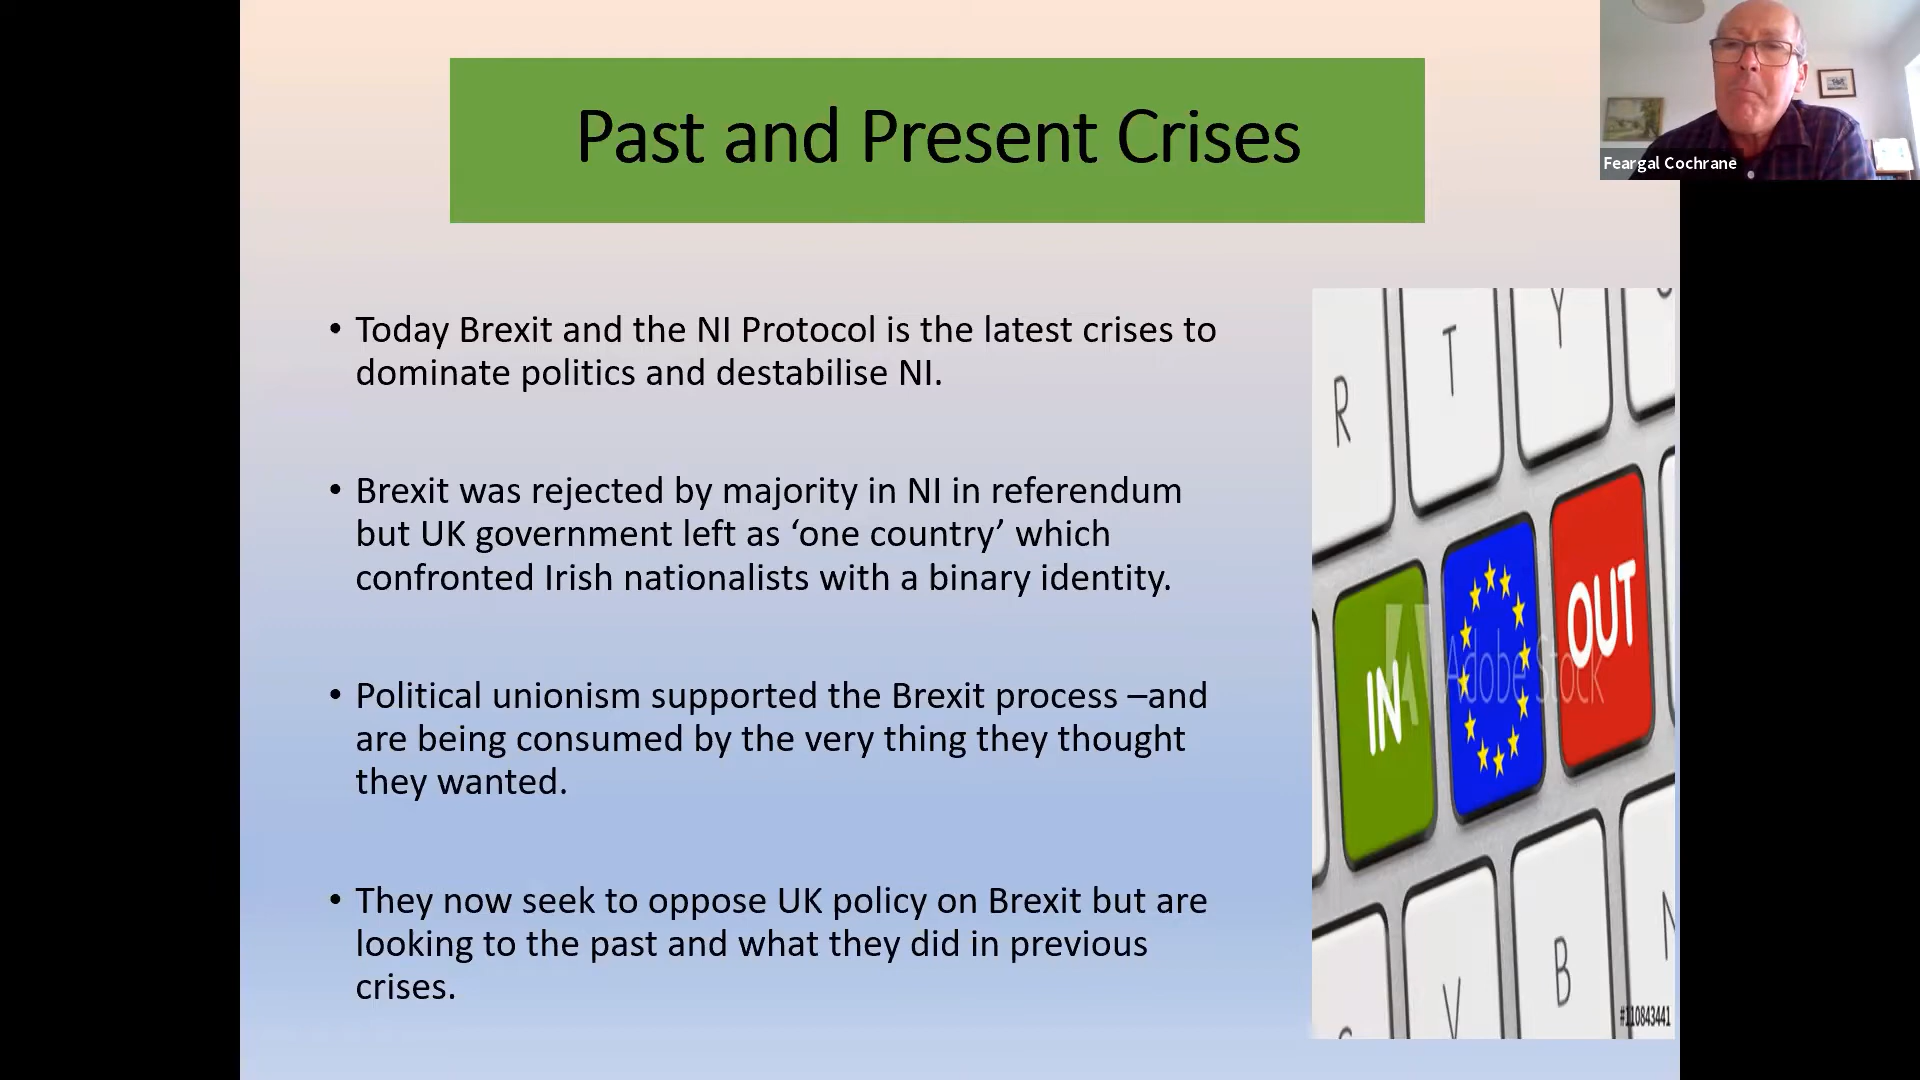 Past and Present Crises
Feargal Cochrane
• Today Brexit and the NI Protocol is the latest crises to
dominate politics and destabilise NI.
• Brexit was rejected by majority in NI in referendum
but UK government left as ‘one country’ which
confronted Irish nationalists with a binary identity.
• Political unionism supported the Brexit process –and
are being consumed by the very thing they thought
they wanted.
• They now seek to oppose UK policy on Brexit but are
looking to the past and what they did in previous
crises.
R T Y
IN OUT
Adobe Stock
V B N
#110843441